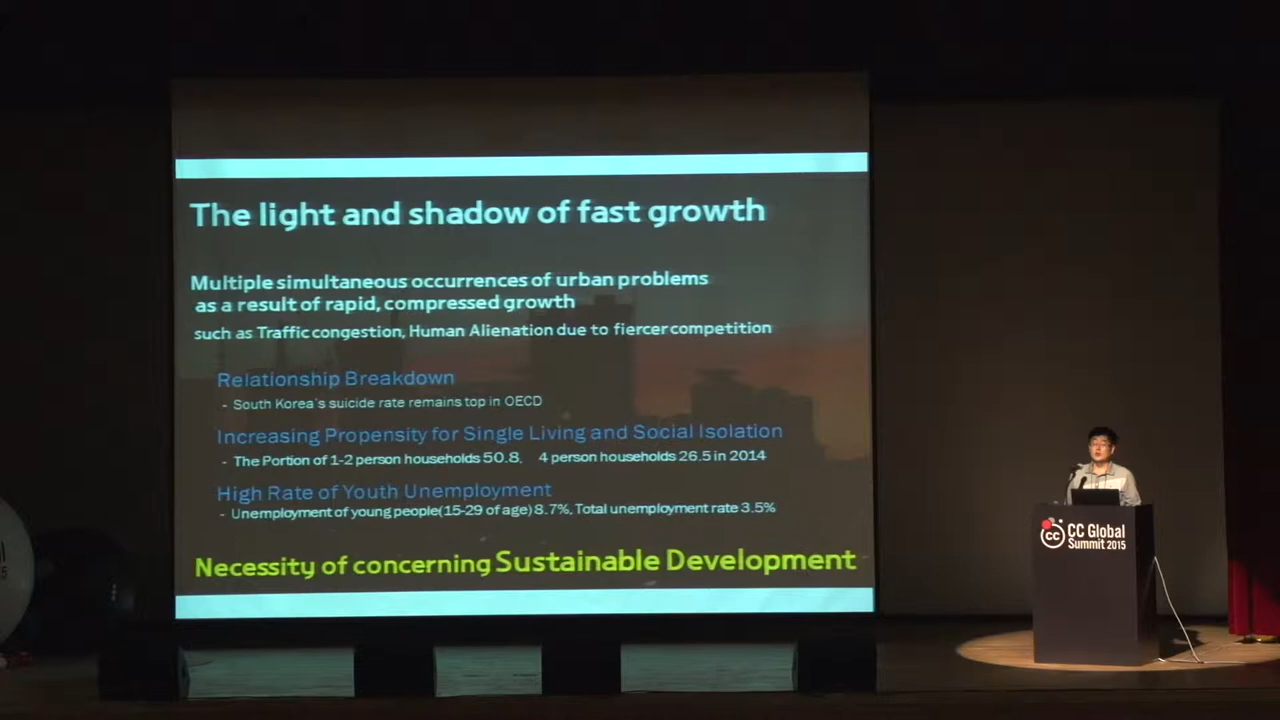 The light and shadow of fast growth
Multiple simultaneous occurrences of urban problems
as a result of rapid, compressed growth
such as Traffic congestion, Human Alienation due to fiercer competition
Relationship Breakdown
- South Korea's suicide rate remains top in OECD
Increasing Propensity for Single Living and Social Isolation
- The Portion of 1-2 person households 50.8, 4 person households 26.5 in 2014
High Rate of Youth Unemployment
- Unemployment of young people(15-29 of age) 8.7%, Total unemployment rate 3.5%
Necessity of concerning Sustainable Development
cc
CC Global
Summit 2015